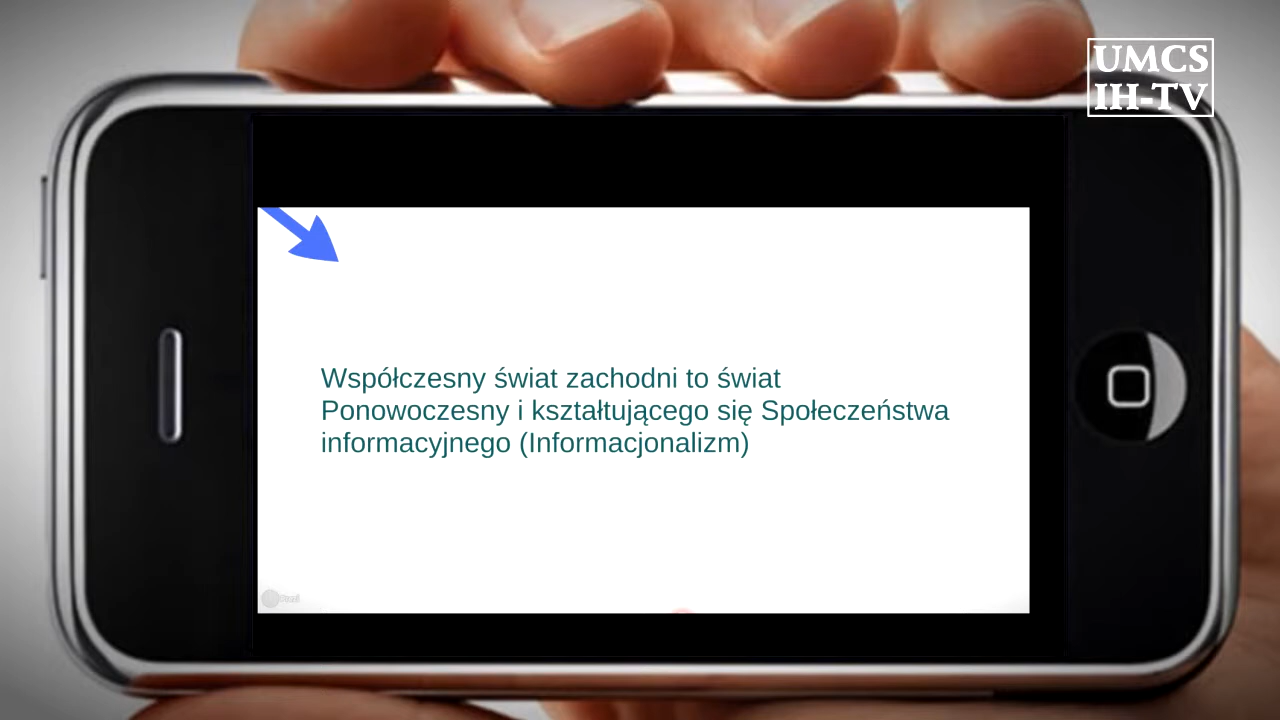 UMCS
IH-TV
Współczesny świat zachodni to świat
Ponowoczesny i kształtującego się Społeczeństwa
informacyjnego (Informacjonalizm)